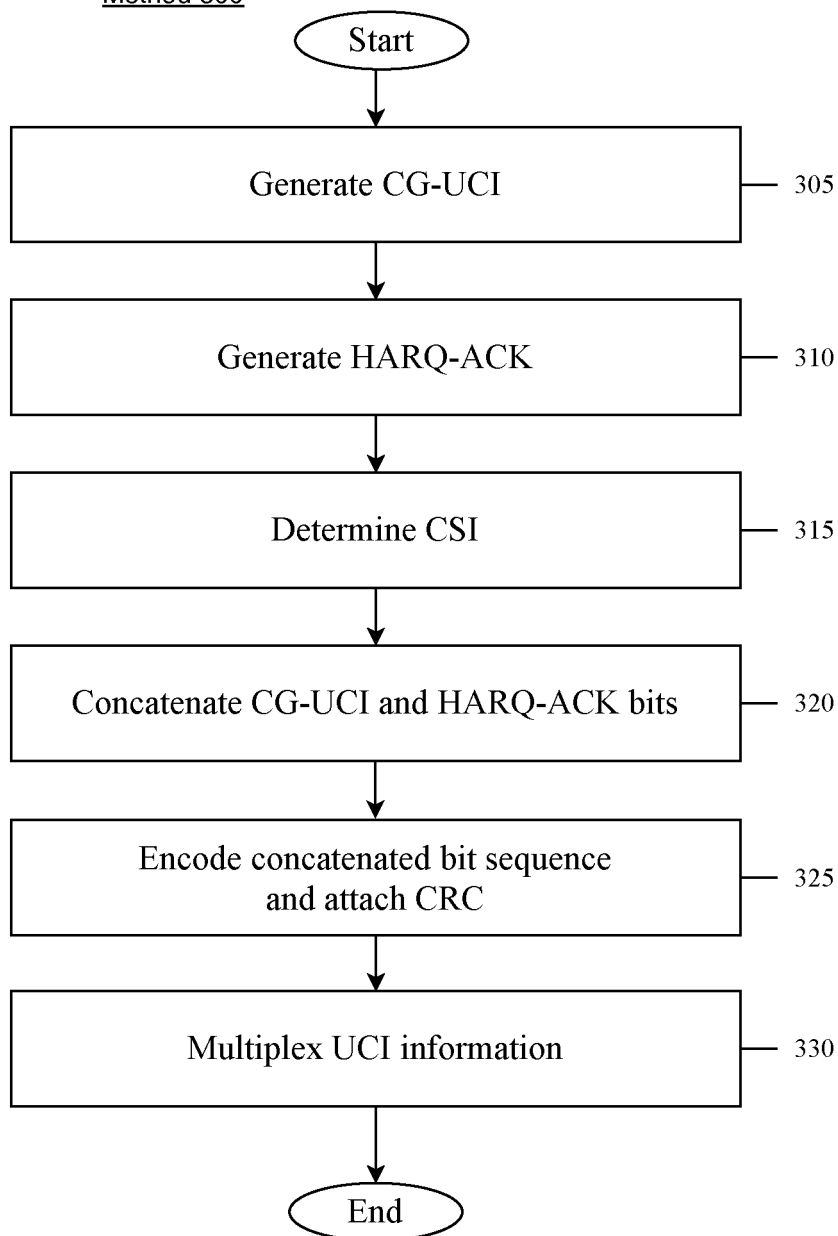 Start
Generate CG-UCI
305
Generate HARQ-ACK
310
Determine CSI
315
Concatenate CG-UCI and HARQ-ACK bits
320
Encode concatenated bit sequence
and attach CRC
325
Multiplex UCI information
330
End